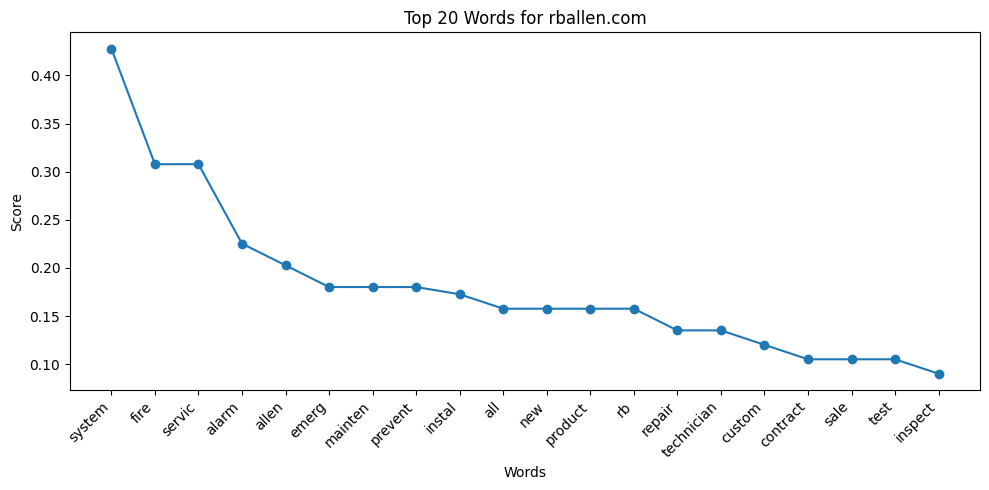 Top 20 Words for rballen.com
Score
0.40
0.35
0.30
0.25
0.20
0.15
0.10
system
fire
servic
alarm
allen
emerg
mainten
prevent
instal
all
new
product
rb
repair
technician
custom
contract
sale
test
inspect
Words